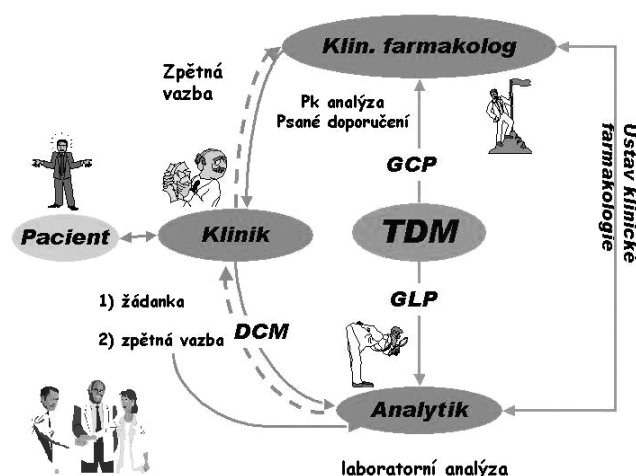 Klin. farmakolog
Zpětná
vazba
Pk analýza
Psané doporučení
GCP
Ustav klinické
farmakologie
Pacient
Klinik
TDM
1) žádanka
GLP
2) zpětná vazba
DCM
Analytik
laboratorní analýza